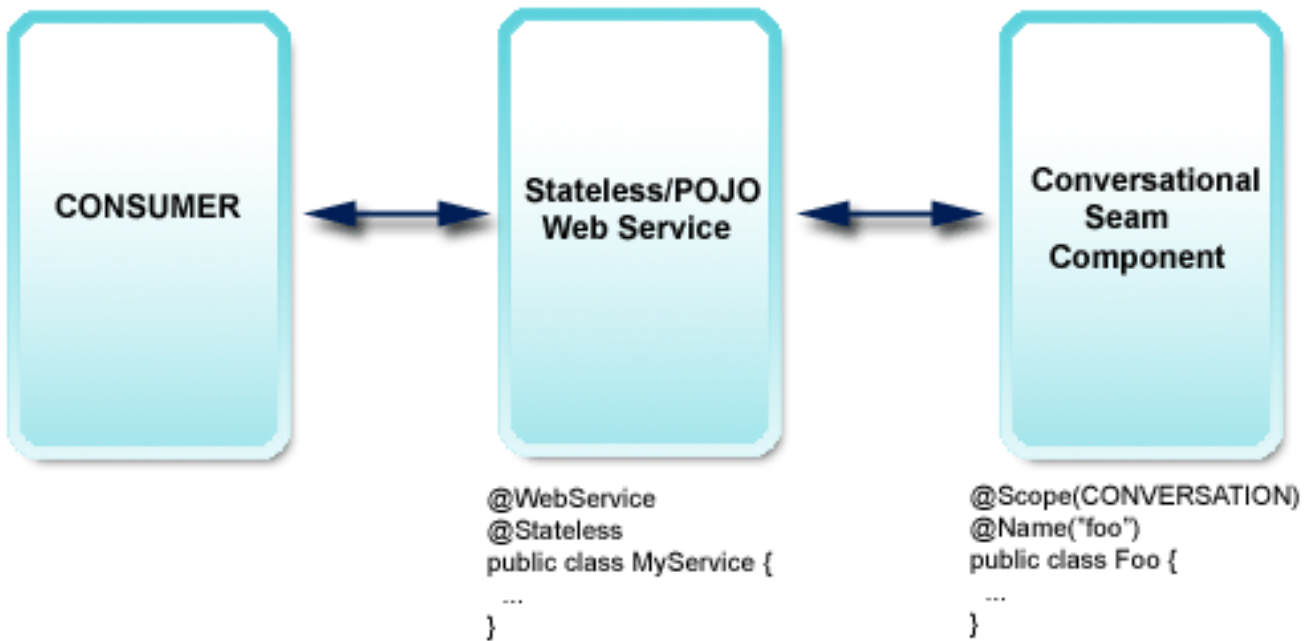 CONSUMER
Stateless/POJO
Web Service
Conversational
Seam
Component
@WebService
@Stateless
public class MyService {
...
}
@Scope(CONVERSATION)
@Name("foo")
public class Foo {
...
}